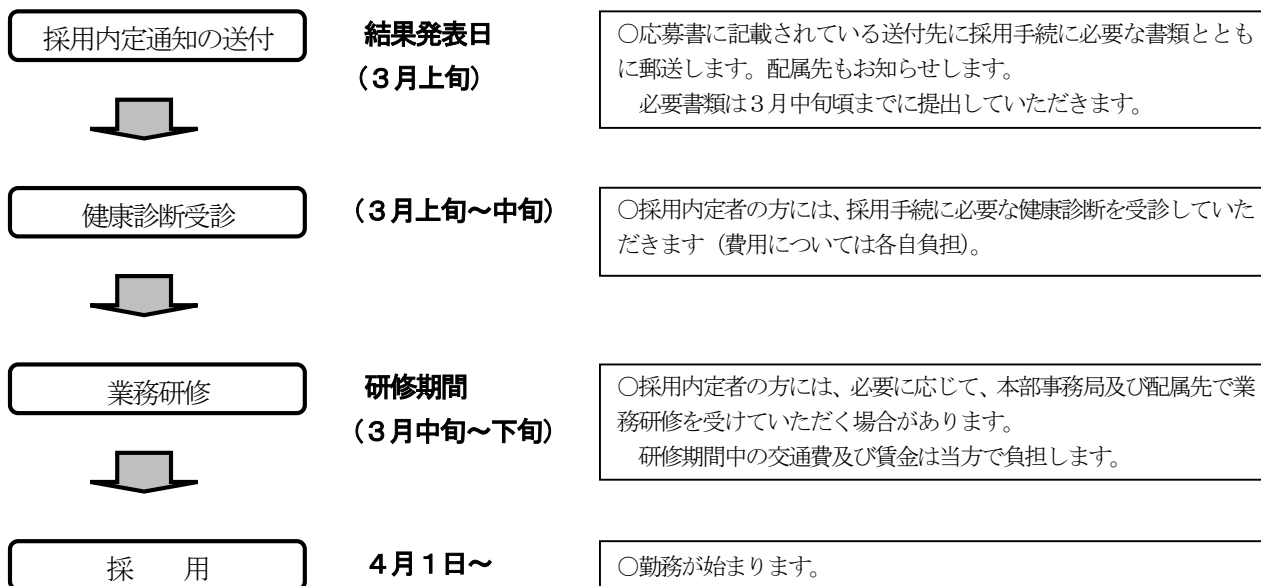 採用内定通知の送付
結果発表日
(3月上旬)
○応募書に記載されている送付先に採用手続に必要な書類ととも
に郵送します。配属先もお知らせします。
必要書類は3月中旬頃までに提出していただきます。
健康診断受診
(3月上旬～中旬)
○採用内定者の方には、採用手続に必要な健康診断を受診していた
だきます (費用については各自負担)。
業務研修
研修期間
(3月中旬～下旬)
○採用内定者の方には、必要に応じて、本部事務局及び配属先で業
務研修を受けていただく場合があります。
研修期間中の交通費及び賃金は当方で負担します。
採　用
4月1日～
○勤務が始まります。